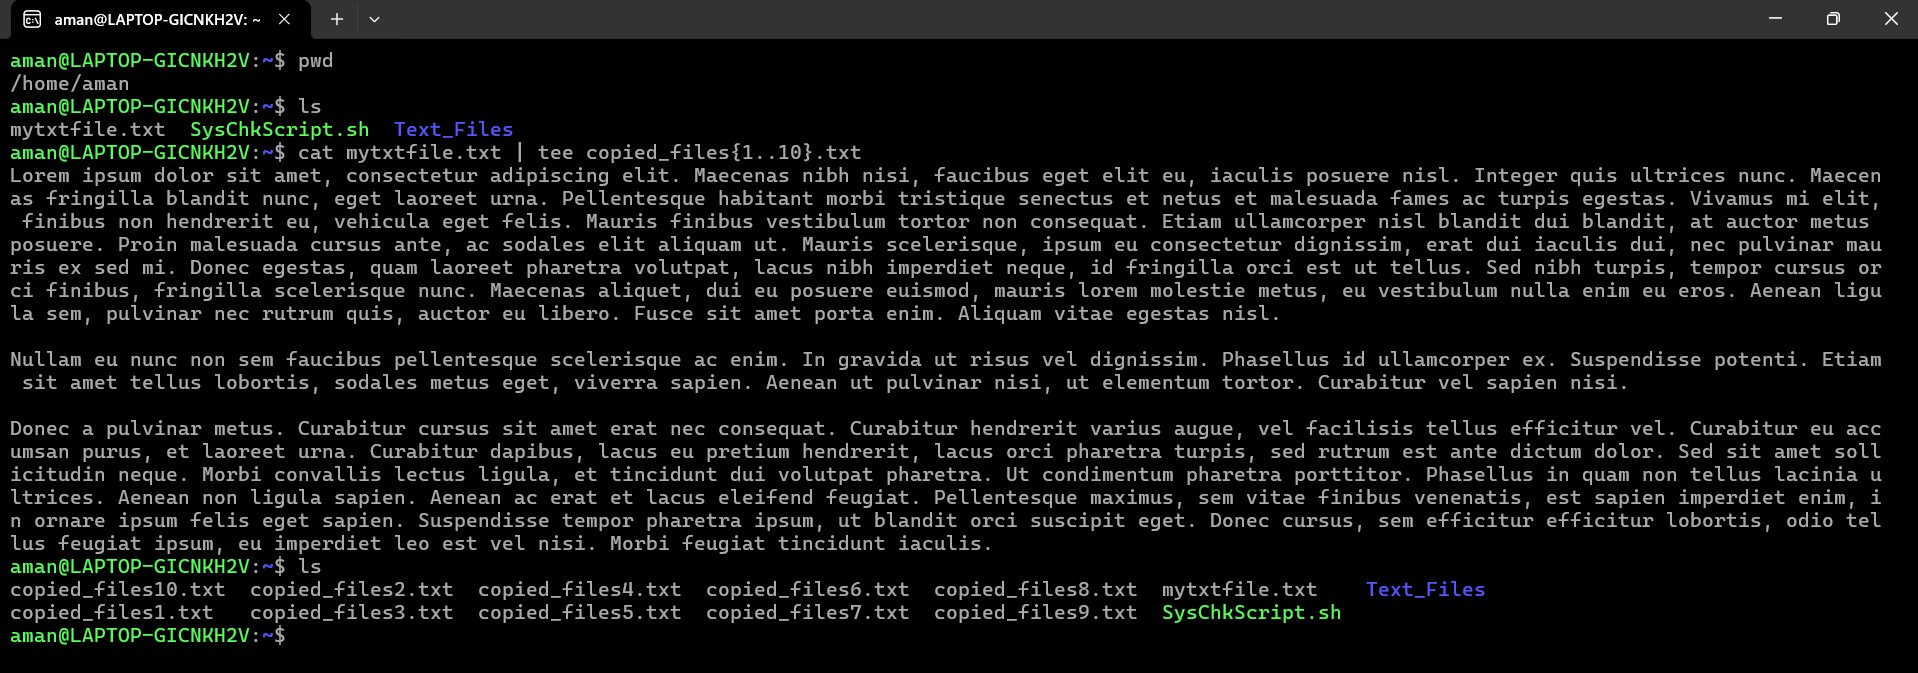 aman@LAPTOP-GICNKH2V: ~
aman@LAPTOP-GICNKH2V:~$ pwd
/home/aman
aman@LAPTOP-GICNKH2V:~$ ls
mytxtfile.txt  SysChkScript.sh  Text_Files
aman@LAPTOP-GICNKH2V:~$ cat mytxtfile.txt | tee copied_files{1..10}.txt
Lorem ipsum dolor sit amet, consectetur adipiscing elit. Maecenas nibh nisi, faucibus eget elit eu, iaculis posuere nisl. Integer quis ultrices nunc. Maecen
as fringilla blandit nunc, eget laoreet urna. Pellentesque habitant morbi tristique senectus et netus et malesuada fames ac turpis egestas. Vivamus mi elit,
 finibus non hendrerit eu, vehicula eget felis. Mauris finibus vestibulum tortor non consequat. Etiam ullamcorper nisl blandit dui blandit, at auctor metus
posuere. Proin malesuada cursus ante, ac sodales elit aliquam ut. Mauris scelerisque, ipsum eu consectetur dignissim, erat dui iaculis dui, nec pulvinar mau
ris ex sed mi. Donec egestas, quam laoreet pharetra volutpat, lacus nibh imperdiet neque, id fringilla orci est ut tellus. Sed nibh turpis, tempor cursus or
ci finibus, fringilla scelerisque nunc. Maecenas aliquet, dui eu posuere euismod, mauris lorem molestie metus, eu vestibulum nulla enim eu eros. Aenean ligu
la sem, pulvinar nec rutrum quis, auctor eu libero. Fusce sit amet porta enim. Aliquam vitae egestas nisl.

Nullam eu nunc non sem faucibus pellentesque scelerisque ac enim. In gravida ut risus vel dignissim. Phasellus id ullamcorper ex. Suspendisse potenti. Etiam
 sit amet tellus lobortis, sodales metus eget, viverra sapien. Aenean ut pulvinar nisi, ut elementum tortor. Curabitur vel sapien nisi.

Donec a pulvinar metus. Curabitur cursus sit amet erat nec consequat. Curabitur hendrerit varius augue, vel facilisis tellus efficitur vel. Curabitur eu acc
umsan purus, et laoreet urna. Curabitur dapibus, lacus eu pretium hendrerit, lacus orci pharetra turpis, sed rutrum est ante dictum dolor. Sed sit amet soll
icitudin neque. Morbi convallis lectus ligula, et tincidunt dui volutpat pharetra. Ut condimentum pharetra porttitor. Phasellus in quam non tellus lacinia u
ltrices. Aenean non ligula sapien. Aenean ac erat et lacus eleifend feugiat. Pellentesque maximus, sem vitae finibus venenatis, est sapien imperdiet enim, i
n ornare ipsum felis eget sapien. Suspendisse tempor pharetra ipsum, ut blandit orci suscipit eget. Donec cursus, sem efficitur efficitur lobortis, odio tel
lus feugiat ipsum, eu imperdiet leo est vel nisi. Morbi feugiat tincidunt iaculis.
aman@LAPTOP-GICNKH2V:~$ ls
copied_files10.txt  copied_files2.txt  copied_files4.txt  copied_files6.txt  copied_files8.txt  mytxtfile.txt    Text_Files
copied_files1.txt   copied_files3.txt  copied_files5.txt  copied_files7.txt  copied_files9.txt  SysChkScript.sh
aman@LAPTOP-GICNKH2V:~$